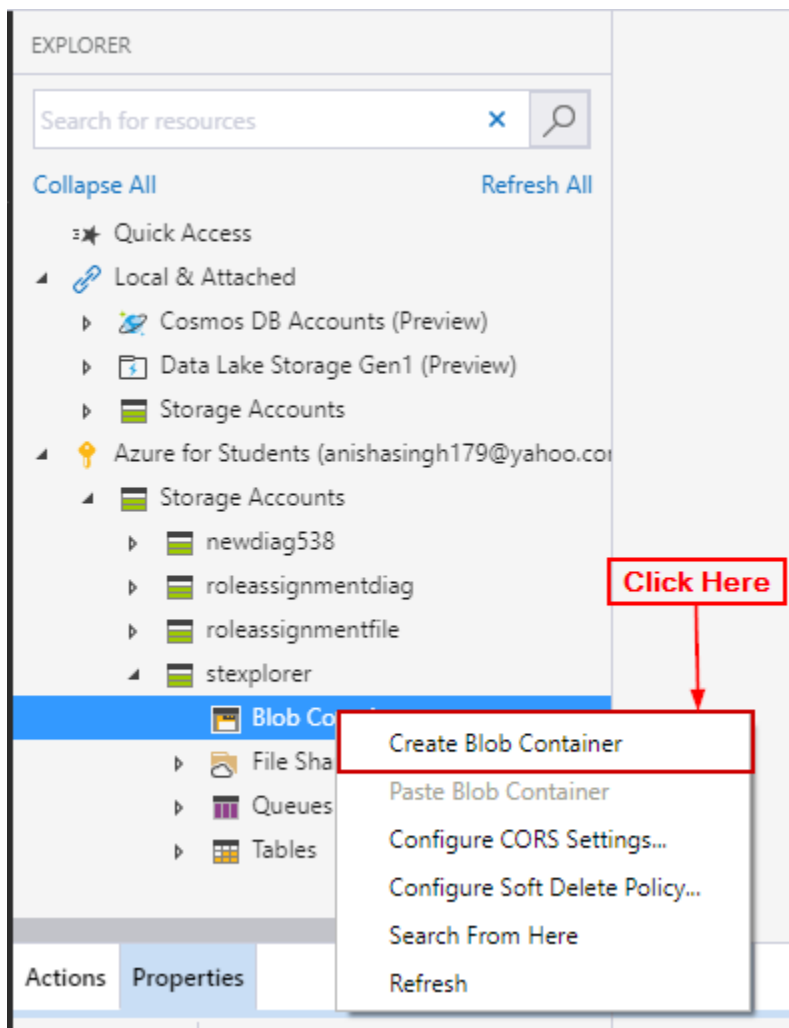 EXPLORER
Search for resources
Collapse All Refresh All
Quick Access
Local & Attached
Cosmos DB Accounts (Preview)
Data Lake Storage Gen1 (Preview)
Storage Accounts
Azure for Students (anishasingh179@yahoo.co
Storage Accounts
newdiag538
roleassignmentdiag
Click Here
roleassignmentfile
stexplorer
Blob Co
Create Blob Container
File Sha
Paste Blob Container
Queues
Configure CORS Settings...
Tables
Configure Soft Delete Policy...
Search From Here
Actions Properties
Refresh